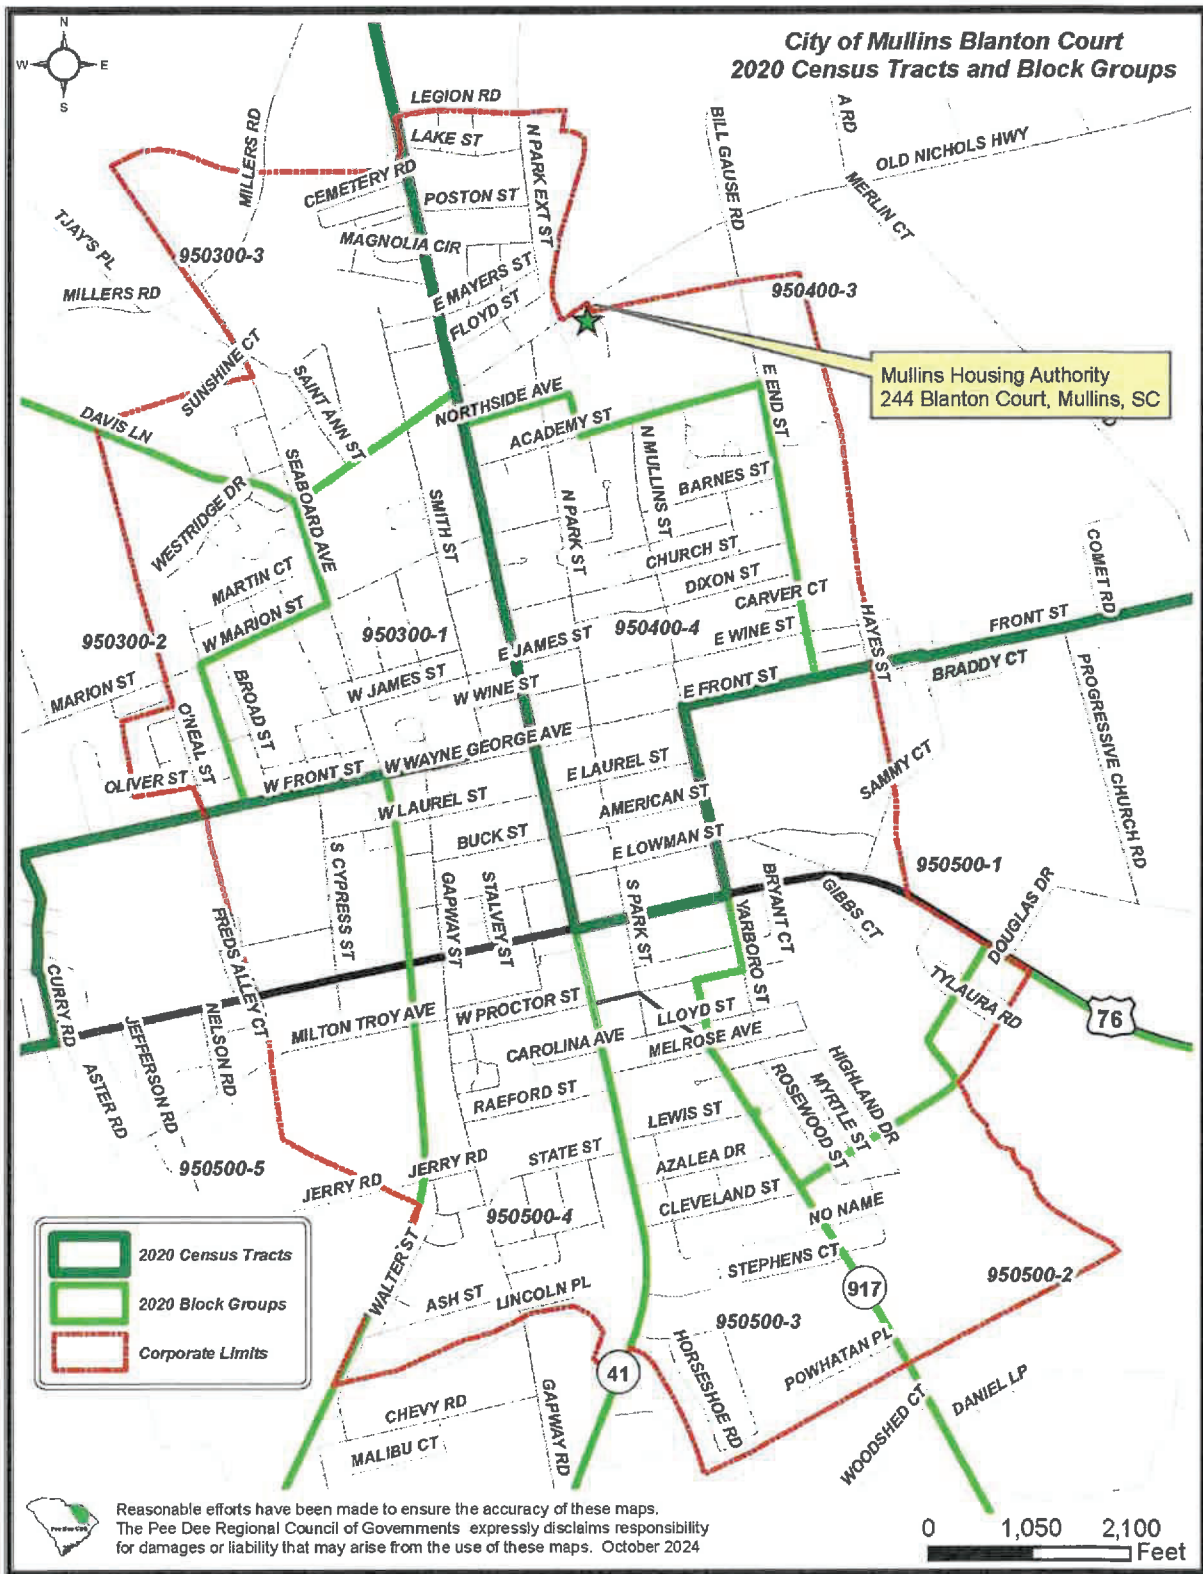 N
W E
S
City of Mullins Blanton Court
2020 Census Tracts and Block Groups
LEGION RD
LAKE ST
MILLERS RD
CEMETERY RD
POSTON ST
N PARK EXT ST
BILL GAUSE RD
A RD
OLD NICHOLS HWY
MERLIN CT
TJAY'S PL
950300-3
MAGNOLIA CIR
MILLERS RD
E MAYERS ST
FLOYD ST
950400-3
Mullins Housing Authority
244 Blanton Court, Mullins, SC
SUNSHINE CT
SAINT ANN ST
DAVIS LN
NORTHSIDE AVE
ACADEMY ST
E END ST
N MULLINS ST
BARNES ST
WESTRIDGE DR
SEABOARD AVE
SMITH ST
N PARK ST
CHURCH ST
DIXON ST
CARVER CT
COMET RD
MARTIN CT
W MARION ST
950300-2
950300-1
950400-4
E JAMES ST
E WINE ST
HAYES ST
FRONT ST
BRADDY CT
MARION ST
BROAD ST
W JAMES ST
W WINE ST
E FRONT ST
PROGRESSIVE CHURCH RD
O'NEAL ST
OLIVER ST
W FRONT ST
W WAYNE GEORGE AVE
E LAUREL ST
SAMMY CT
W LAUREL ST
AMERICAN ST
BUCK ST
E LOWMAN ST
950500-1
S CYPRESS ST
GAPWAY ST
STALVEY ST
S PARK ST
BRYANT CT
GIBBS CT
DOUGLAS DR
FREDS ALLEY CT
YARBORO ST
CURRY RD
JEFFERSON RD
NELSON RD
MILTON TROY AVE
W PROCTOR ST
LLOYD ST
TYLAURA RD
76
CAROLINA AVE
MELROSE AVE
ASTER RD
RAEFORD ST
LEWIS ST
ROSEWOOD ST
MYRTLE ST
HIGHLAND DR
950500-5
JERRY RD
JERRY RD
STATE ST
AZALEA DR
950500-4
CLEVELAND ST
NO NAME
STEPHENS CT
WALTER ST
ASH ST
LINCOLN PL
917
950500-2
950500-3
41
HORSESHOE RD
POWHATAN PL
CHEVY RD
MALIBU CT
GAPWAY RD
WOODSHED CT
DANIEL LP
2020 Census Tracts
2020 Block Groups
Corporate Limits
Pee Dee COG
Reasonable efforts have been made to ensure the accuracy of these maps.
The Pee Dee Regional Council of Governments expressly disclaims responsibility
for damages or liability that may arise from the use of these maps. October 2024
0 1,050 2,100
Feet